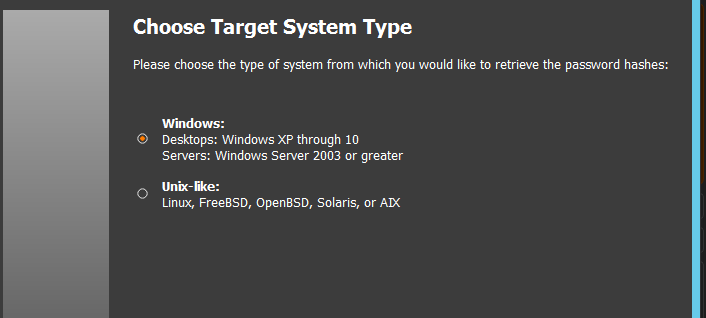 Choose Target System Type
Please choose the type of system from which you would like to retrieve the password hashes:
Windows:
Desktops: Windows XP through 10
Servers: Windows Server 2003 or greater
Unix-like:
Linux, FreeBSD, OpenBSD, Solaris, or AIX